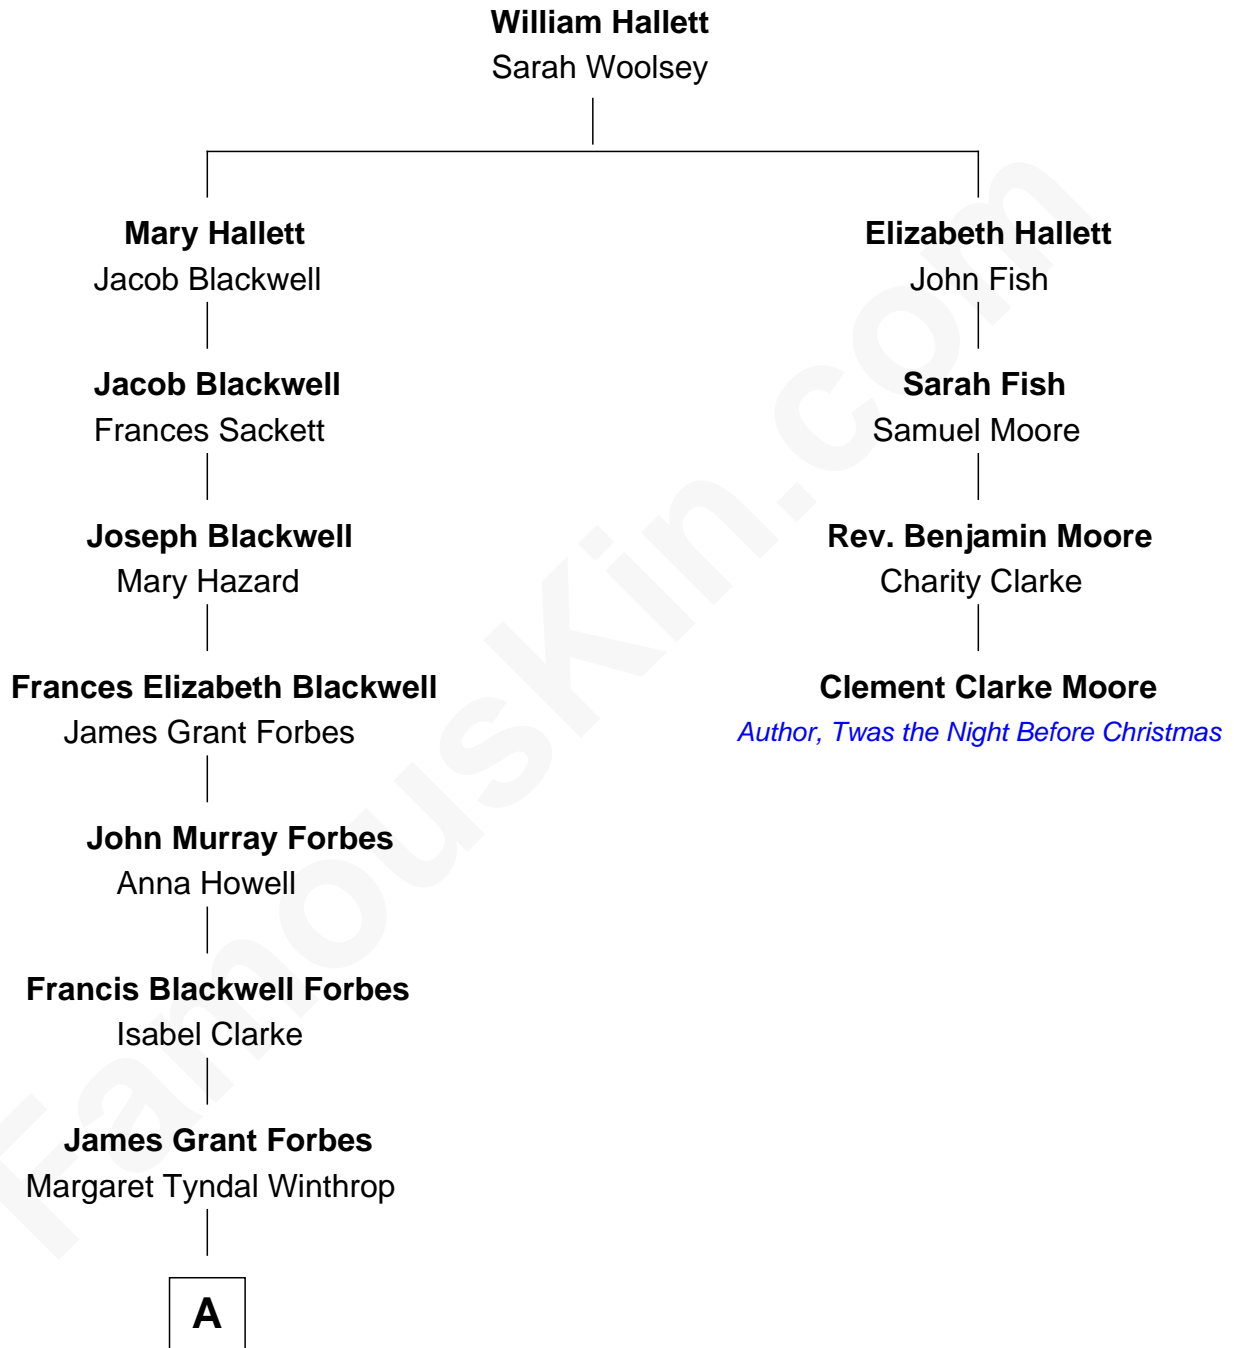 William Hallett
Sarah Woolsey
Mary Hallett
Jacob Blackwell
Elizabeth Hallett
John Fish
Jacob Blackwell
Frances Sackett
Sarah Fish
Samuel Moore
Joseph Blackwell
Mary Hazard
Rev. Benjamin Moore
Charity Clarke
Frances Elizabeth Blackwell
James Grant Forbes
Clement Clarke Moore
Author, Twas the Night Before Christmas
John Murray Forbes
Anna Howell
Francis Blackwell Forbes
Isabel Clarke
James Grant Forbes
Margaret Tyndal Winthrop
A
FamousKin.com